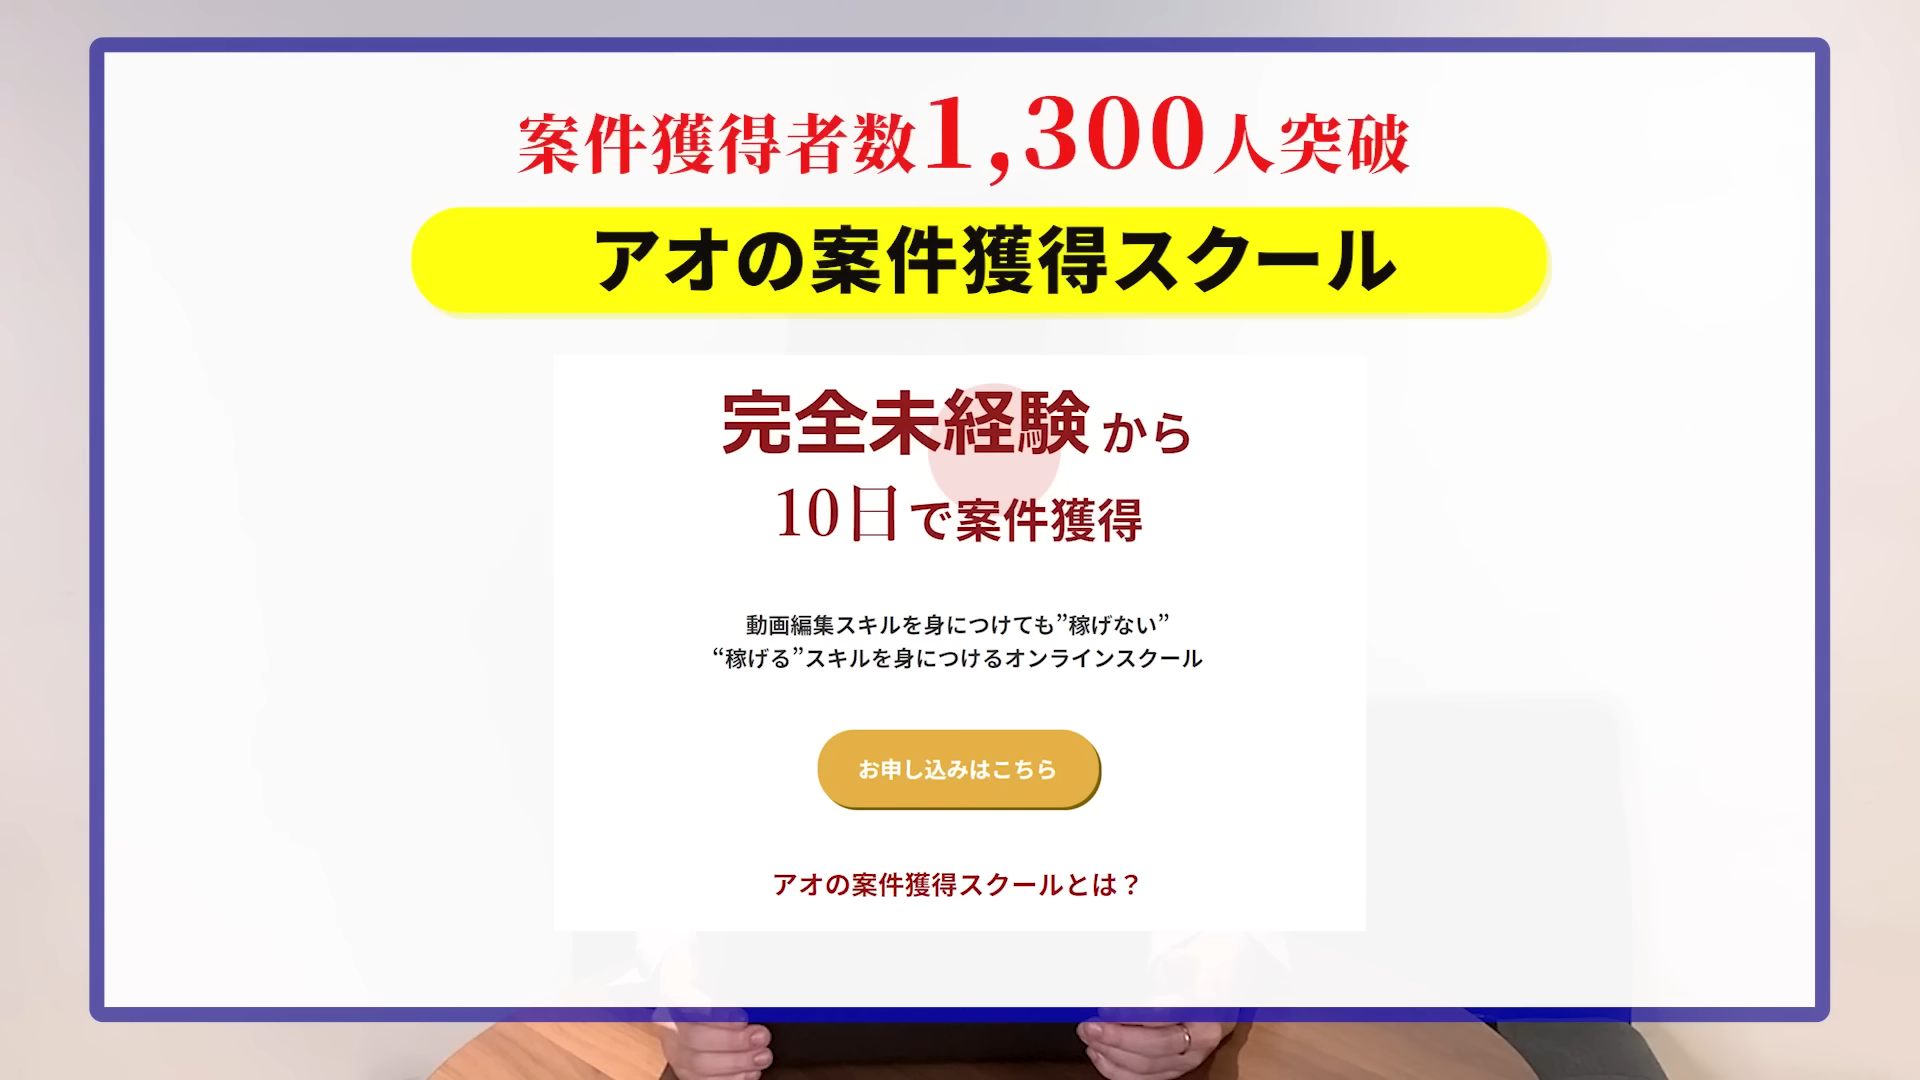 案件獲得者数1,300人突破
アオの案件獲得スクール
完全未経験 から
10日で案件獲得
動画編集スキルを身につけても”稼げない”
“稼げる”スキルを身につけるオンラインスクール
お申し込みはこちら
アオの案件獲得スクールとは？